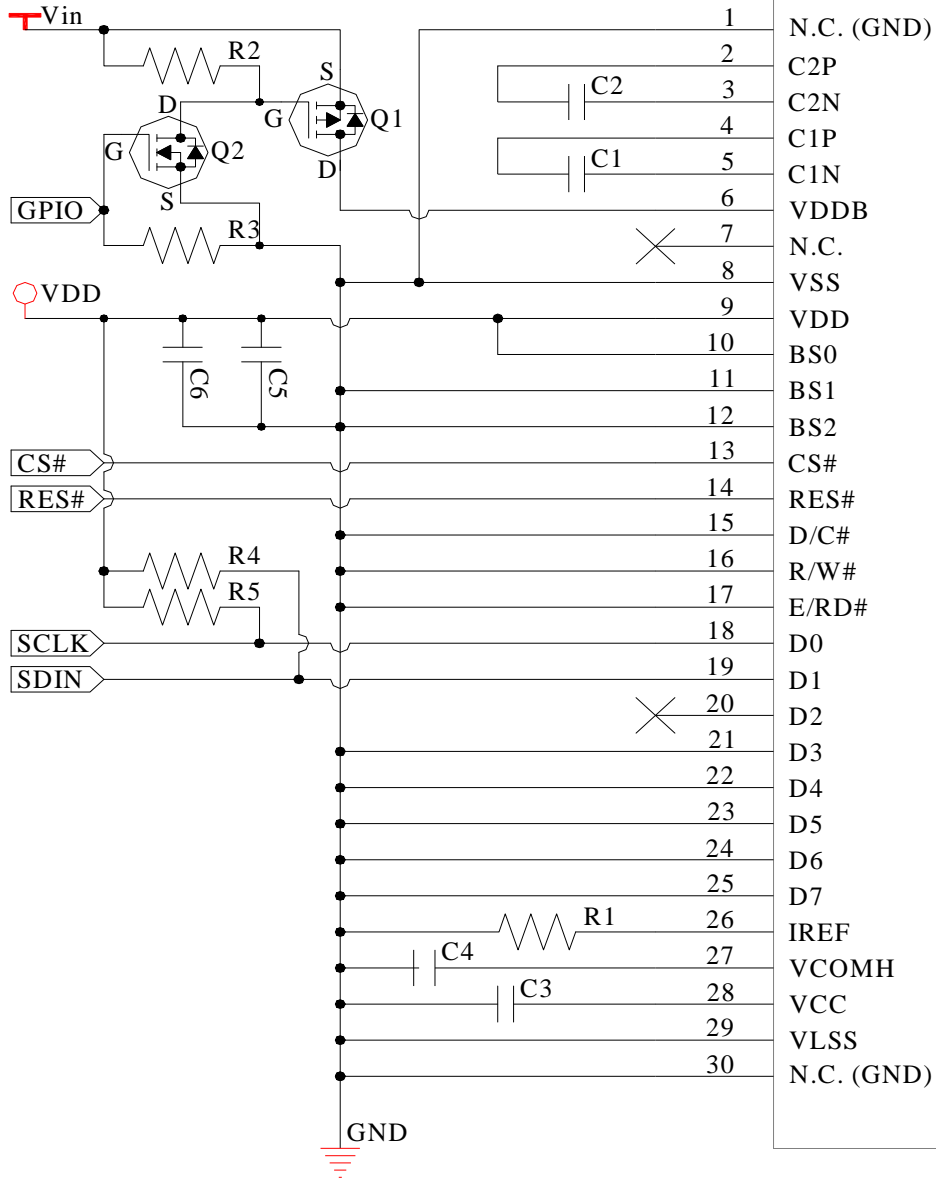 Vin
R2
S
D
G
Q1
G
Q2
D
S
GPIO
R3
VDD
C6
C5
CS#
RES#
R4
R5
SCLK
SDIN
C2
C1
R1
C4
C3
GND
1 N.C. (GND)
2 C2P
3 C2N
4 C1P
5 C1N
6 VDDB
7 N.C.
8 VSS
9 VDD
10 BS0
11 BS1
12 BS2
13 CS#
14 RES#
15 D/C#
16 R/W#
17 E/RD#
18 D0
19 D1
20 D2
21 D3
22 D4
23 D5
24 D6
25 D7
26 IREF
27 VCOMH
28 VCC
29 VLSS
30 N.C. (GND)